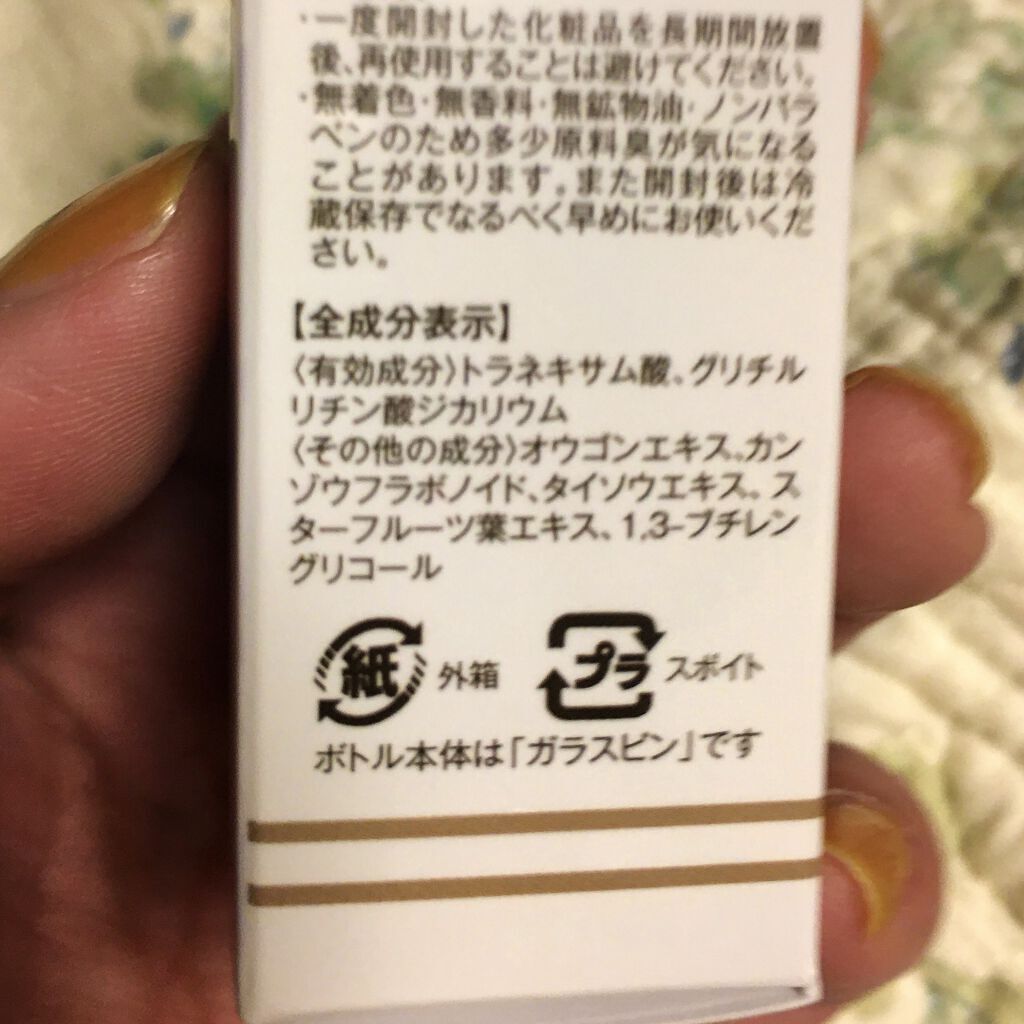 ・一度開封した化粧品を長期間放置
後、再使用することは避けてください。
・無着色・無香料・無鉱物油・ノンパラ
ベンのため多少原料臭が気になる
ことがあります。また開封後は冷
蔵保存でなるべく早めにお使いくだ
さい。
【全成分表示】
〈有効成分〉トラネキサム酸、グリチル
リチン酸ジカリウム
〈その他の成分〉オウゴンエキス、カン
ゾウフラボノイド、タイソウエキス、ス
ターフルーツ葉エキス、1,3-ブチレン
グリコール
紙 外箱 プラ スポイト
ボトル本体は「ガラスビン」です